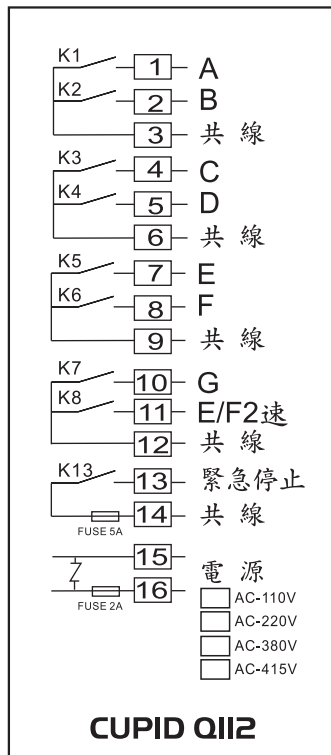 K1 1 A
K2 2 B
3 共線
K3 4 C
K4 5 D
6 共線
K5 7 E
K6 8 F
9 共線
K7 10 G
K8 11 E/F2速
12 共線
K13 13 緊急停止
14 共線
FUSE 5A
15
電源
16
FUSE 2A
AC-110V
AC-220V
AC-380V
AC-415V
CUPID Q112